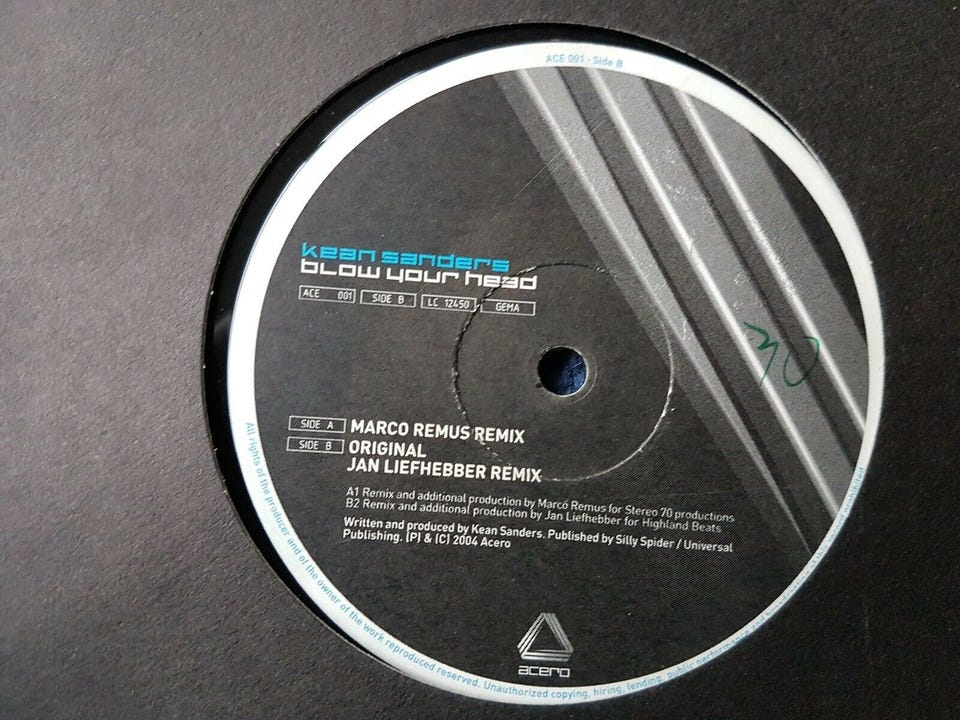 ACE 001 - Side B
kean sanders
blow your head
ACE 001 SIDE B LC 12450 GEMA
30
SIDE A MARCO REMUS REMIX
SIDE B ORIGINAL
JAN LIEFHEBBER REMIX
A1 Remix and additional production by Marco Remus for Stereo 70 productions
B2 Remix and additional production by Jan Liefhebber for Highland Beats
Written and produced by Kean Sanders. Published by Silly Spider / Universal
Publishing. (P) & (C) 2004 Acero
acero
All rights of the producer and of the owner of the work reproduced reserved. Unauthorized copying, hiring, lending, public performance and prohibited